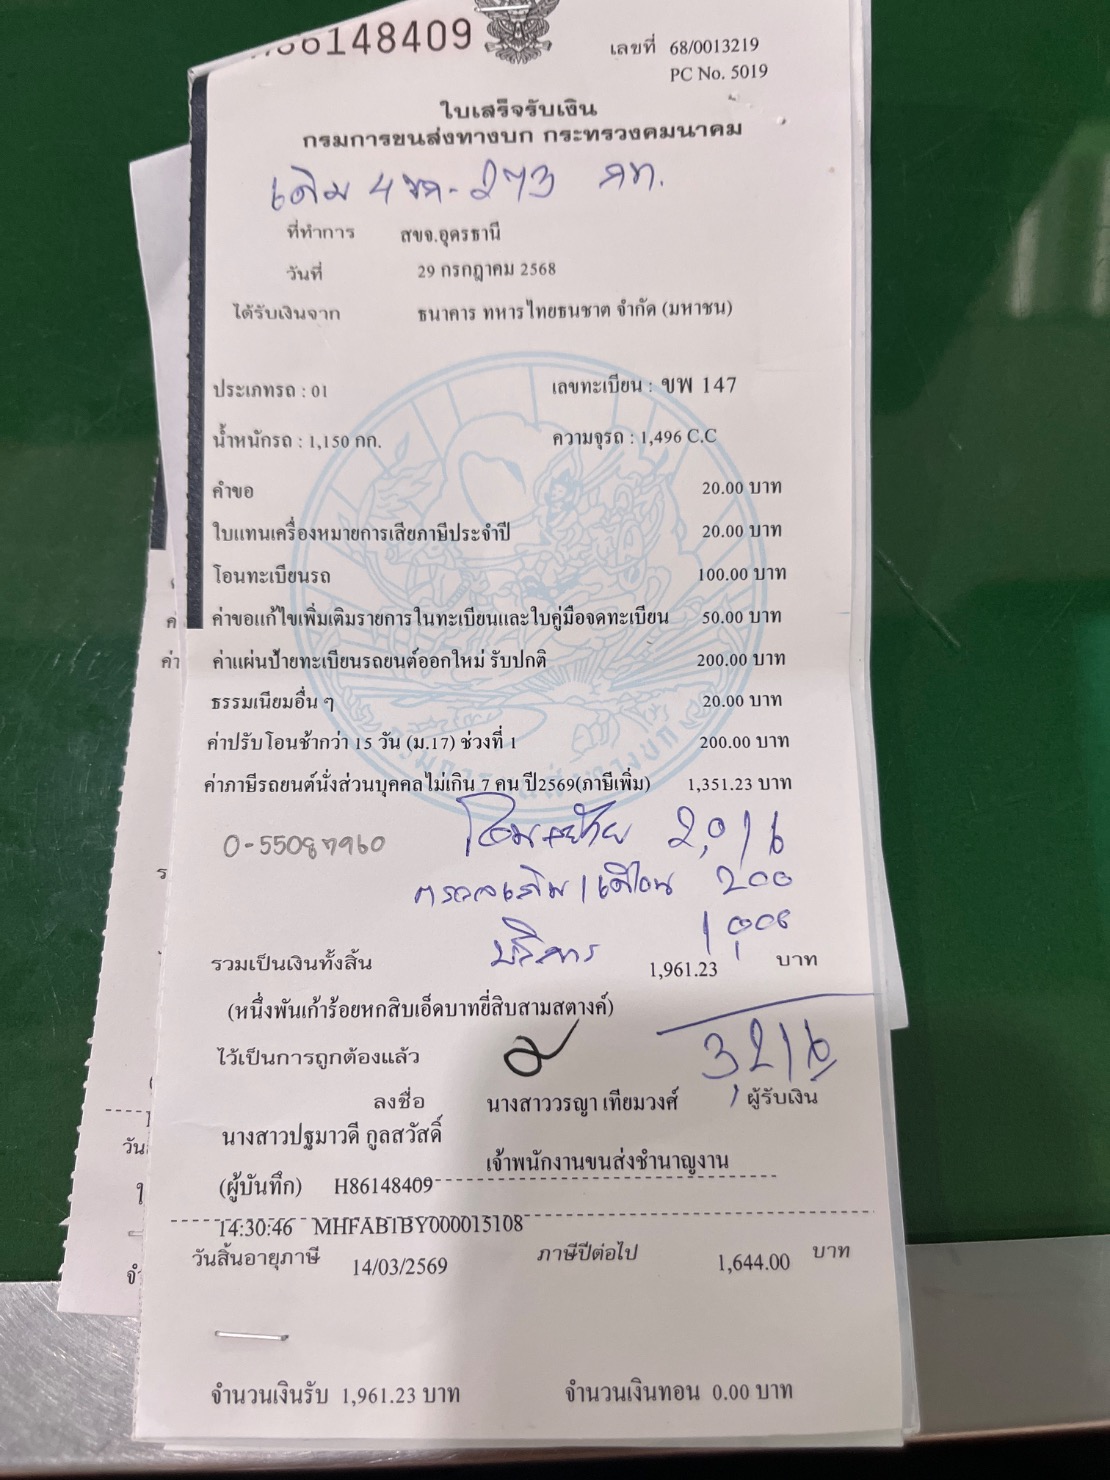 H86148409
เลขที่ 68/0013219
PC No. 5019
ใบเสร็จรับเงิน
กรมการขนส่งทางบก กระทรวงคมนาคม
เดิม 4ขค-273 กท.
ที่ทำการ สขจ.อุดรธานี
วันที่ 29 กรกฎาคม 2568
ได้รับเงินจาก ธนาคาร ทหารไทยธนชาต จำกัด (มหาชน)
ประเภทรถ : 01 เลขทะเบียน : ขพ 147
น้ำหนักรถ : 1,150 กก. ความจุรถ : 1,496 C.C
คำขอ 20.00 บาท
ใบแทนเครื่องหมายการเสียภาษีประจำปี 20.00 บาท
โอนทะเบียนรถ 100.00 บาท
ค่าขอแก้ไขเพิ่มเติมรายการในทะเบียนและใบคู่มือจดทะเบียน 50.00 บาท
ค่าแผ่นป้ายทะเบียนรถยนต์ออกใหม่ รับปกติ 200.00 บาท
ธรรมเนียมอื่น ๆ 20.00 บาท
ค่าปรับโอนช้ากว่า 15 วัน (ม.17) ช่วงที่ 1 200.00 บาท
ค่าภาษีรถยนต์นั่งส่วนบุคคลไม่เกิน 7 คน ปี2569(ภาษีเพิ่ม) 1,351.23 บาท
โอน+ย้าย 2,016
0-55087960
200
บริการ 1,000
รวมเป็นเงินทั้งสิ้น 1,961.23 บาท
(หนึ่งพันเก้าร้อยหกสิบเอ็ดบาทยี่สิบสามสตางค์)
3,216
ไว้เป็นการถูกต้องแล้ว
ลงชื่อ นางสาววรญา เทียมวงศ์ ผู้รับเงิน
นางสาวปฐมาวดี กูลสวัสดิ์
เจ้าพนักงานขนส่งชำนาญงาน
(ผู้บันทึก) H86148409
14:30:46 MHFAB1BY000015108
วันสิ้นอายุภาษี 14/03/2569 ภาษีปีต่อไป 1,644.00 บาท
จำนวนเงินรับ 1,961.23 บาท จำนวนเงินทอน 0.00 บาท